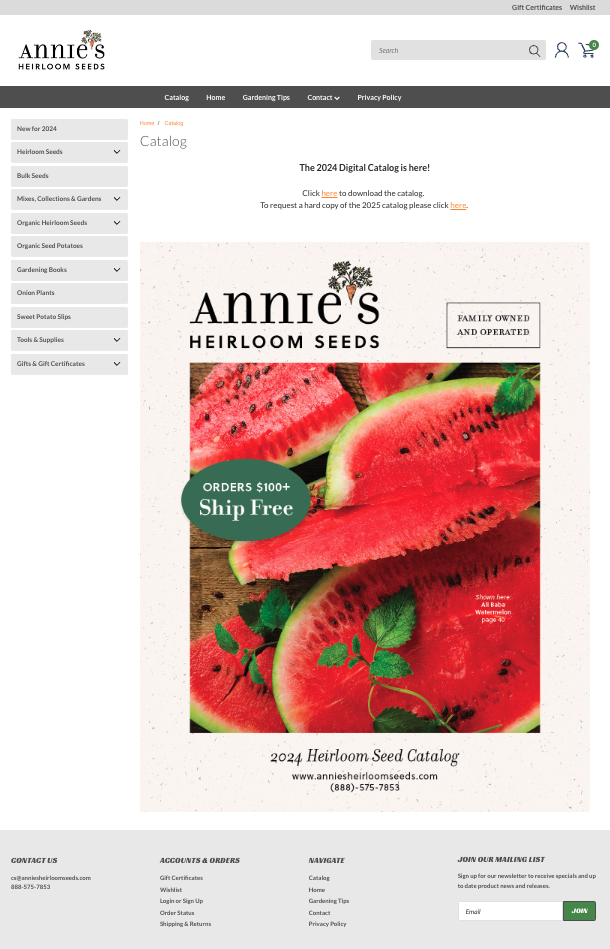 Gift Certificates Wishlist
ANNIE'S
HEIRLOOM SEEDS
Search
0
Catalog Home Gardening Tips Contact Privacy Policy
New for 2024
Heirloom Seeds
Bulk Seeds
Mixes, Collections & Gardens
Organic Heirloom Seeds
Organic Seed Potatoes
Gardening Books
Onion Plants
Sweet Potato Slips
Tools & Supplies
Gifts & Gift Certificates
Home / Catalog
Catalog
The 2024 Digital Catalog is here!
Click here to download the catalog.
To request a hard copy of the 2025 catalog please click here.
ANNIE'S
HEIRLOOM SEEDS
FAMILY OWNED
AND OPERATED
ORDERS $100+
Ship Free
Shown here:
Ali Baba
Watermelon
page 40
2024 Heirloom Seed Catalog
www.anniesheirloomseeds.com
(888)-575-7853
CONTACT US
cs@anniesheirloomseeds.com
888-575-7853
ACCOUNTS & ORDERS
Gift Certificates
Wishlist
Login or Sign Up
Order Status
Shipping & Returns
NAVIGATE
Catalog
Home
Gardening Tips
Contact
Privacy Policy
JOIN OUR MAILING LIST
Sign up for our newsletter to receive specials and up
to date product news and releases.
Email
JOIN